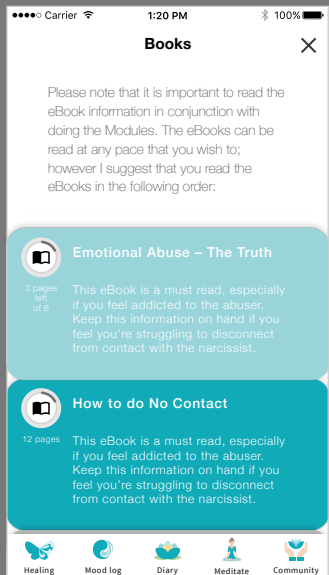 Carrier 1:20 PM 100%
Books
Please note that it is important to read the
eBook information in conjunction with
doing the Modules. The eBooks can be
read at any pace that you wish to;
however I suggest that you read the
eBooks in the following order:
Emotional Abuse – The Truth
3 pages
left
of 6
This eBook is a must read, especially
if you feel addicted to the abuser.
Keep this information on hand if you
feel you're struggling to disconnect
from contact with the narcissist.
How to do No Contact
12 pages
This eBook is a must read, especially
if you feel addicted to the abuser.
Keep this information on hand if you
feel you're struggling to disconnect
from contact with the narcissist.
Healing Mood log Diary Meditate Community